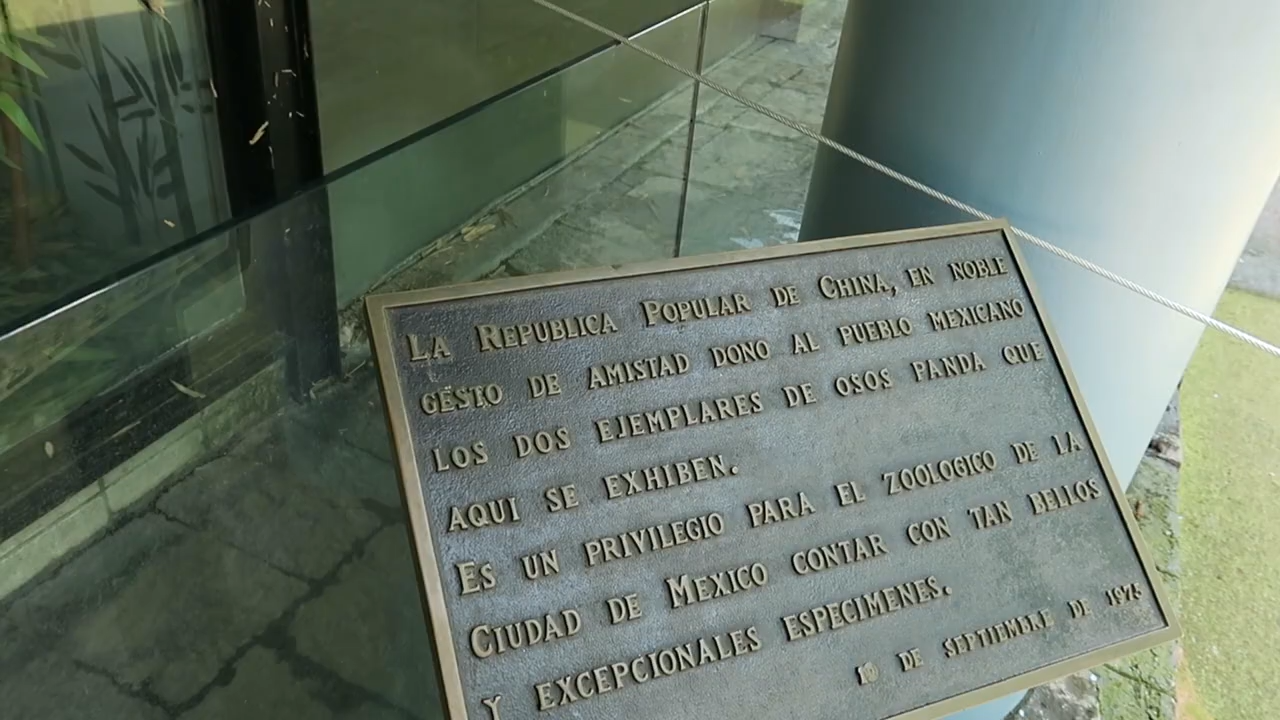 La Republica Popular de China, en noble
gesto de amistad dono al pueblo mexicano
los dos ejemplares de osos panda que
aqui se exhiben.
Es un privilegio para el zoologico de la
Ciudad de Mexico contar con tan bellos
y excepcionales especimenes.
10 de septiembre de 1975